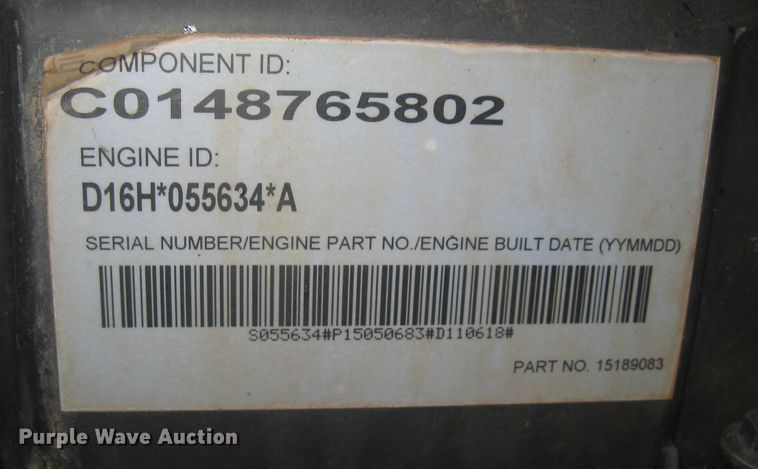 COMPONENT ID:
C0148765802
ENGINE ID:
D16H*055634*A
SERIAL NUMBER/ENGINE PART NO./ENGINE BUILT DATE (YYMMDD)
S055634#P15050683#D110618#
PART NO. 15189083
Purple Wave Auction